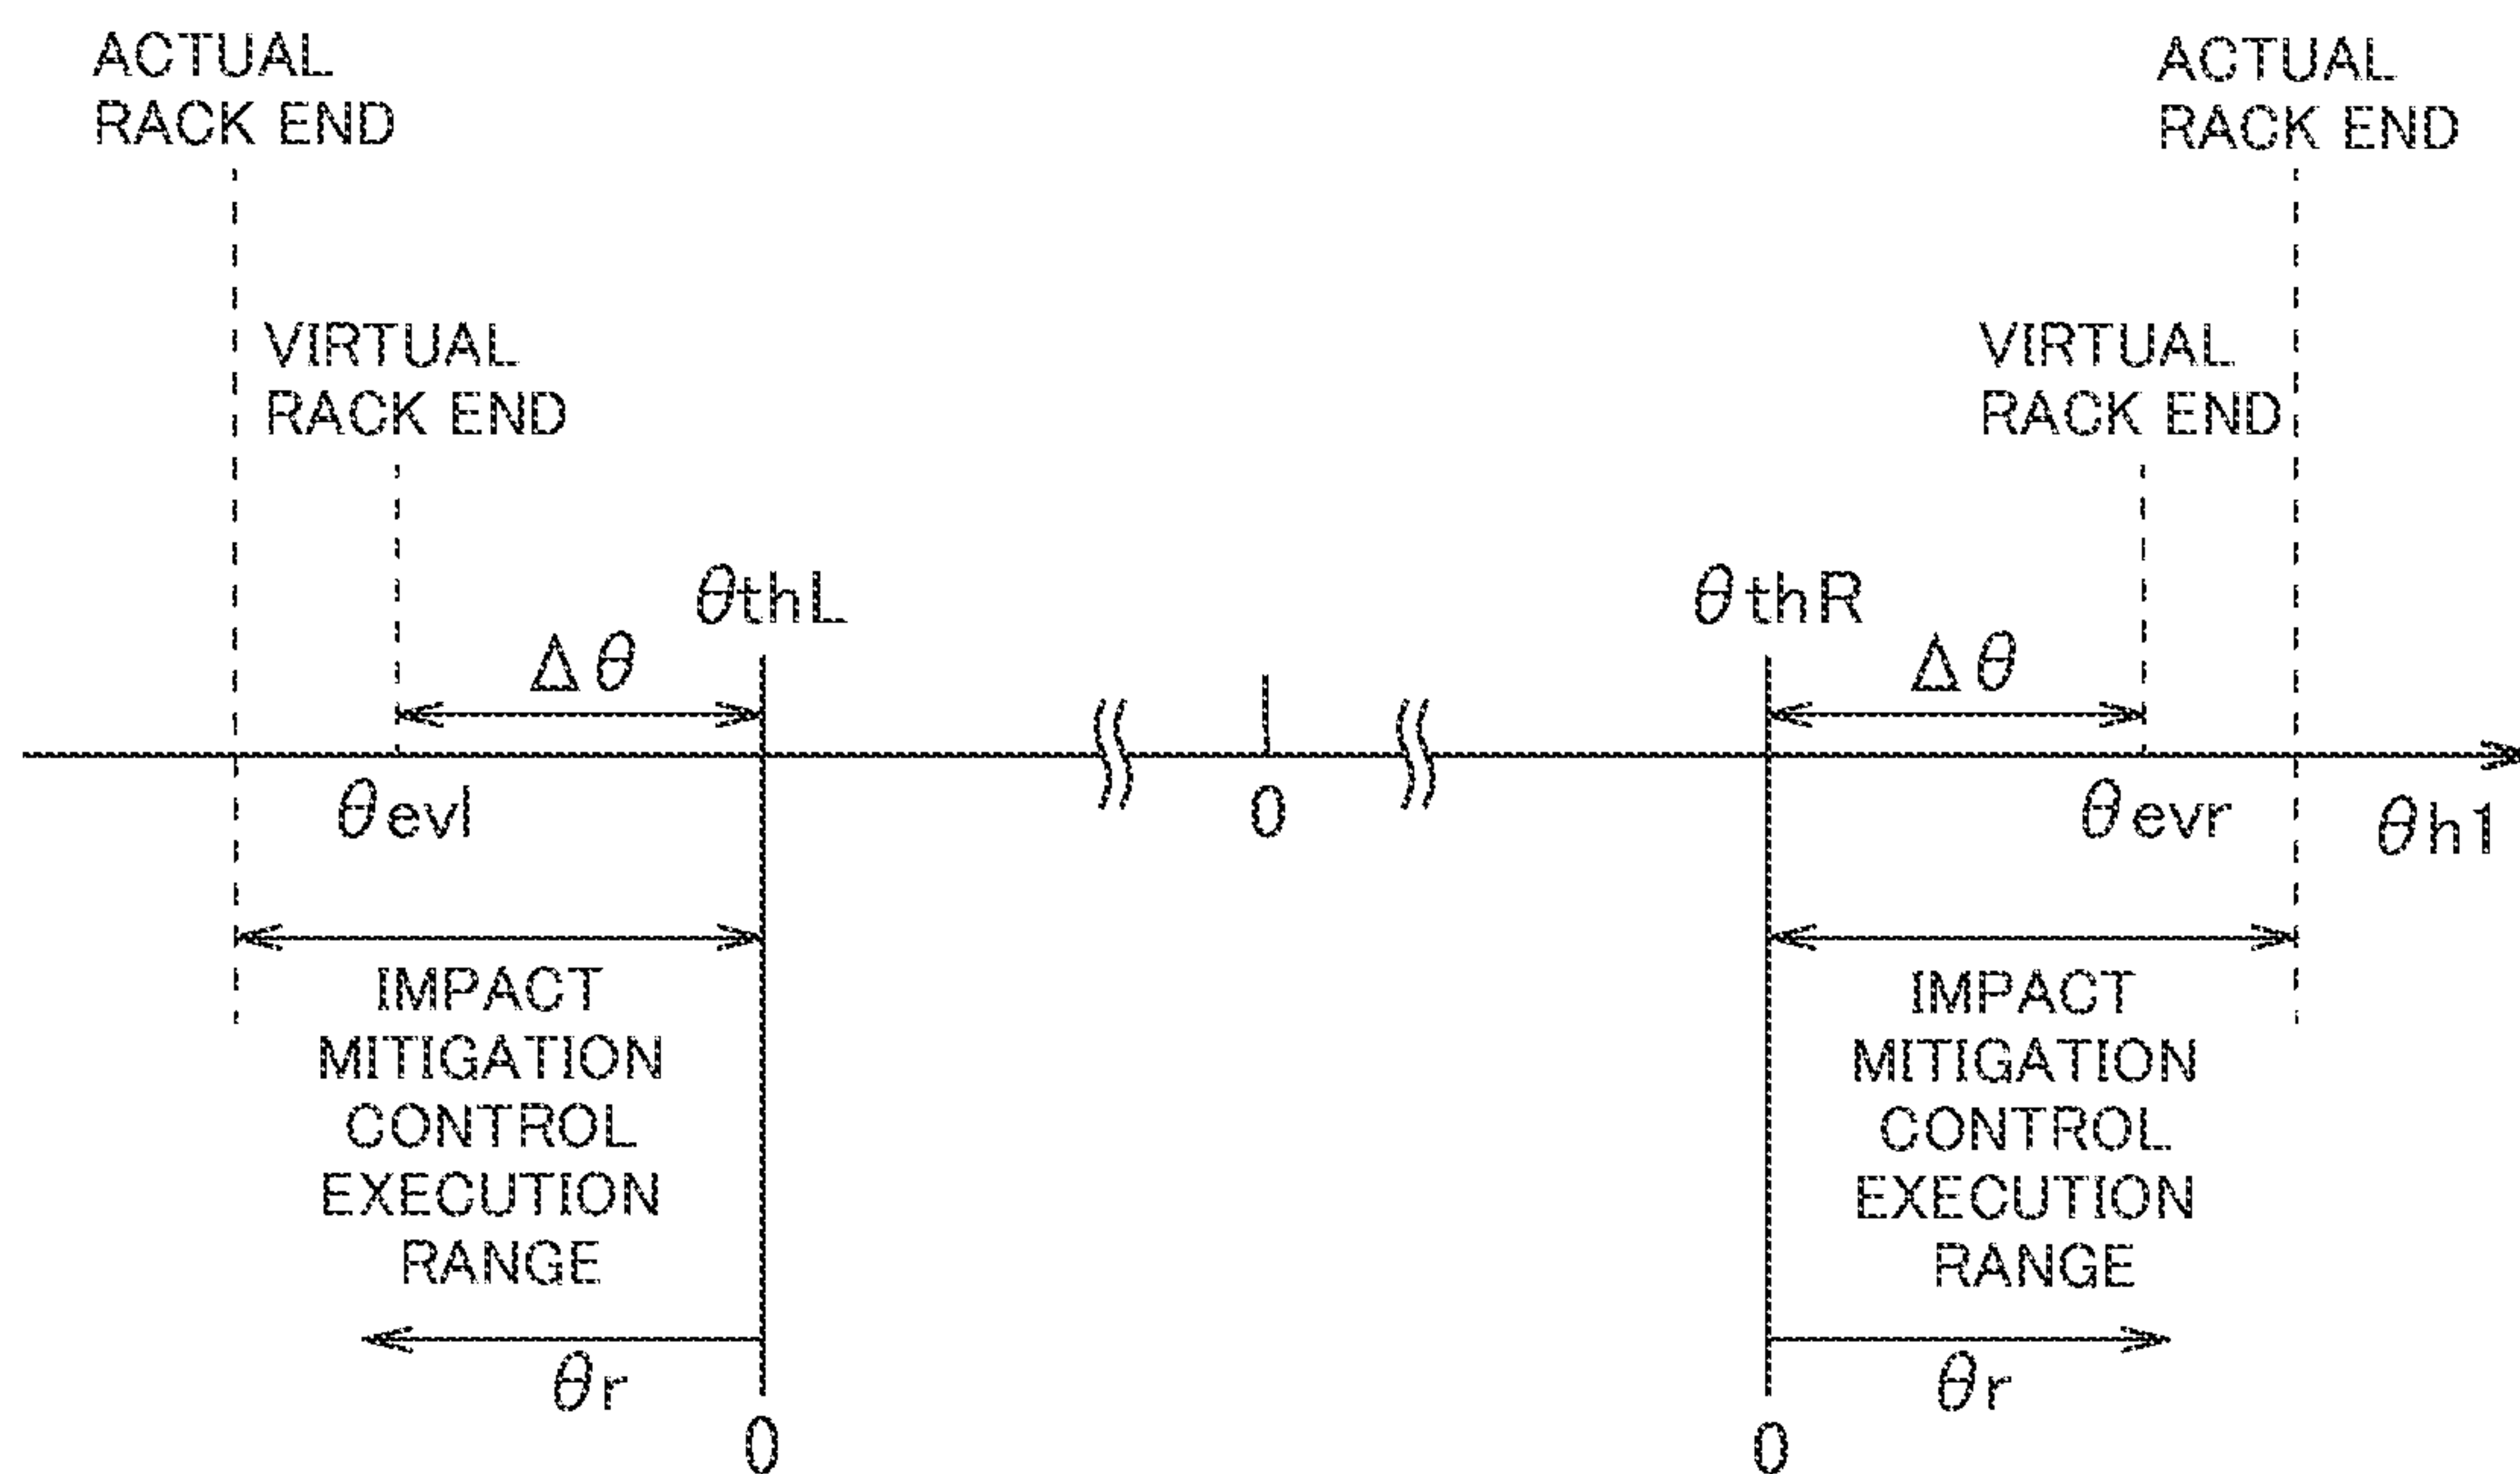 ACTUAL
RACK END
ACTUAL
RACK END
VIRTUAL
RACK END
VIRTUAL
RACK END
θthL
θthR
Δθ
Δθ
θevl
0
θevr
θh1
IMPACT
MITIGATION
CONTROL
EXECUTION
RANGE
IMPACT
MITIGATION
CONTROL
EXECUTION
RANGE
θr
θr
0
0